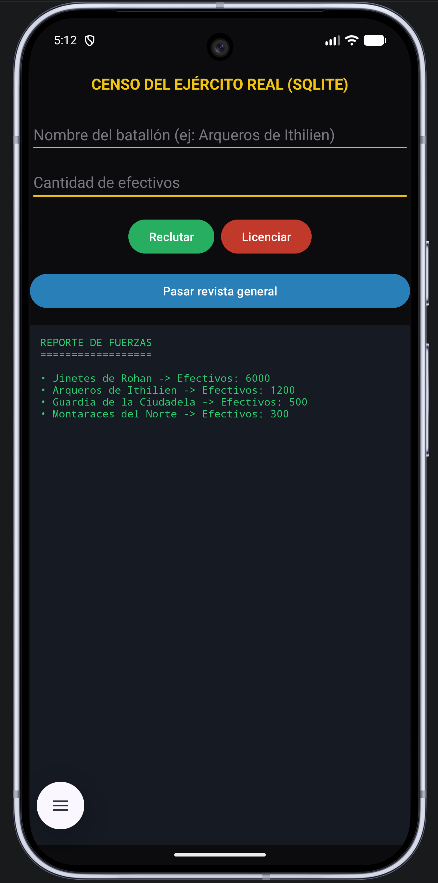 5:12
CENSO DEL EJÉRCITO REAL (SQLITE)
Nombre del batallón (ej: Arqueros de Ithilien)
Cantidad de efectivos
Reclutar Licenciar
Pasar revista general
REPORTE DE FUERZAS
==================
• Jinetes de Rohan -> Efectivos: 6000
• Arqueros de Ithilien -> Efectivos: 1200
• Guardia de la Ciudadela -> Efectivos: 500
• Montaraces del Norte -> Efectivos: 300